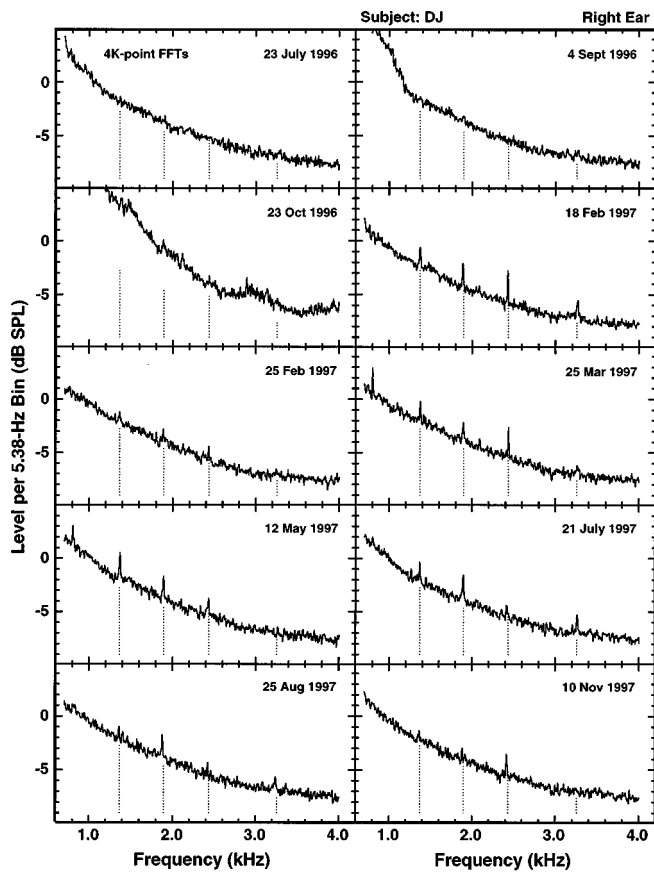 Subject: DJ Right Ear
4K-point FFTs 23 July 1996
4 Sept 1996
0
-5
23 Oct 1996
18 Feb 1997
0
-5
25 Feb 1997
25 Mar 1997
0
-5
12 May 1997
21 July 1997
0
-5
25 Aug 1997
10 Nov 1997
0
-5
1.0 2.0 3.0 4.0
1.0 2.0 3.0 4.0
Frequency (kHz)
Frequency (kHz)
Level per 5.38-Hz Bin (dB SPL)